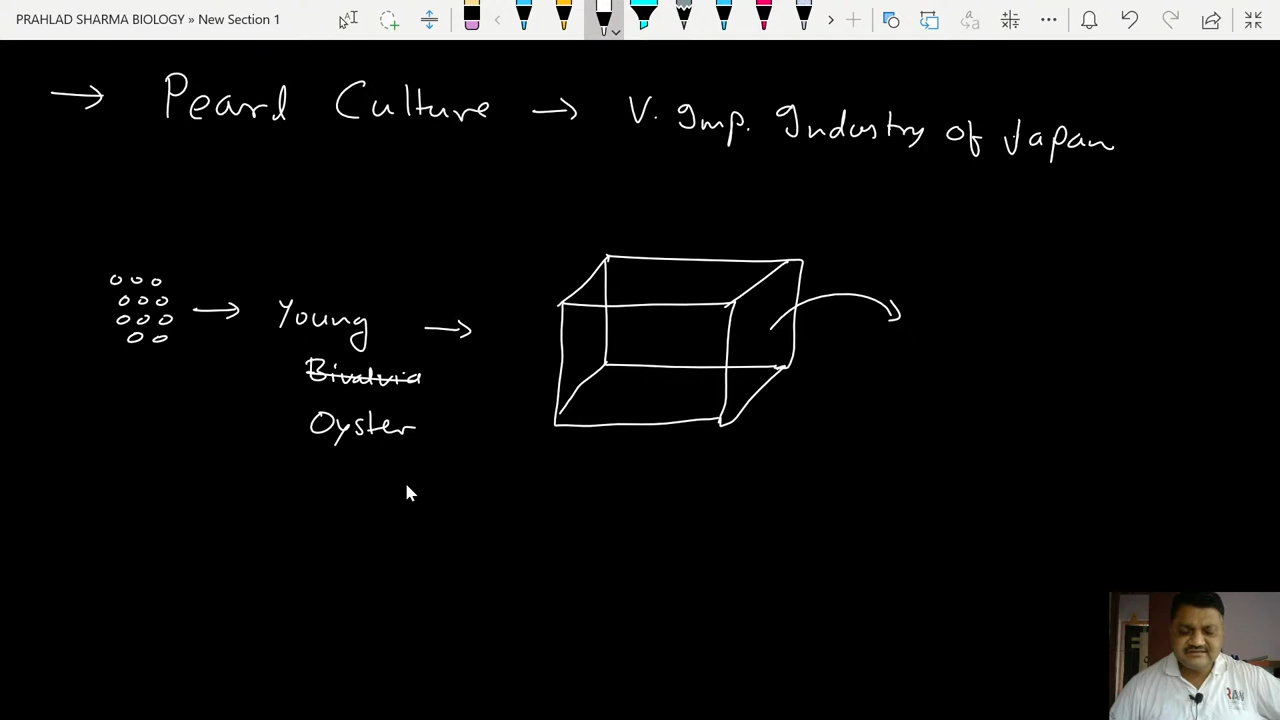 PRAHLAD SHARMA BIOLOGY » New Section 1
→ Pearl Culture → V. Imp. Industry of Japan
→ Young →
Bivalvia
Oyster